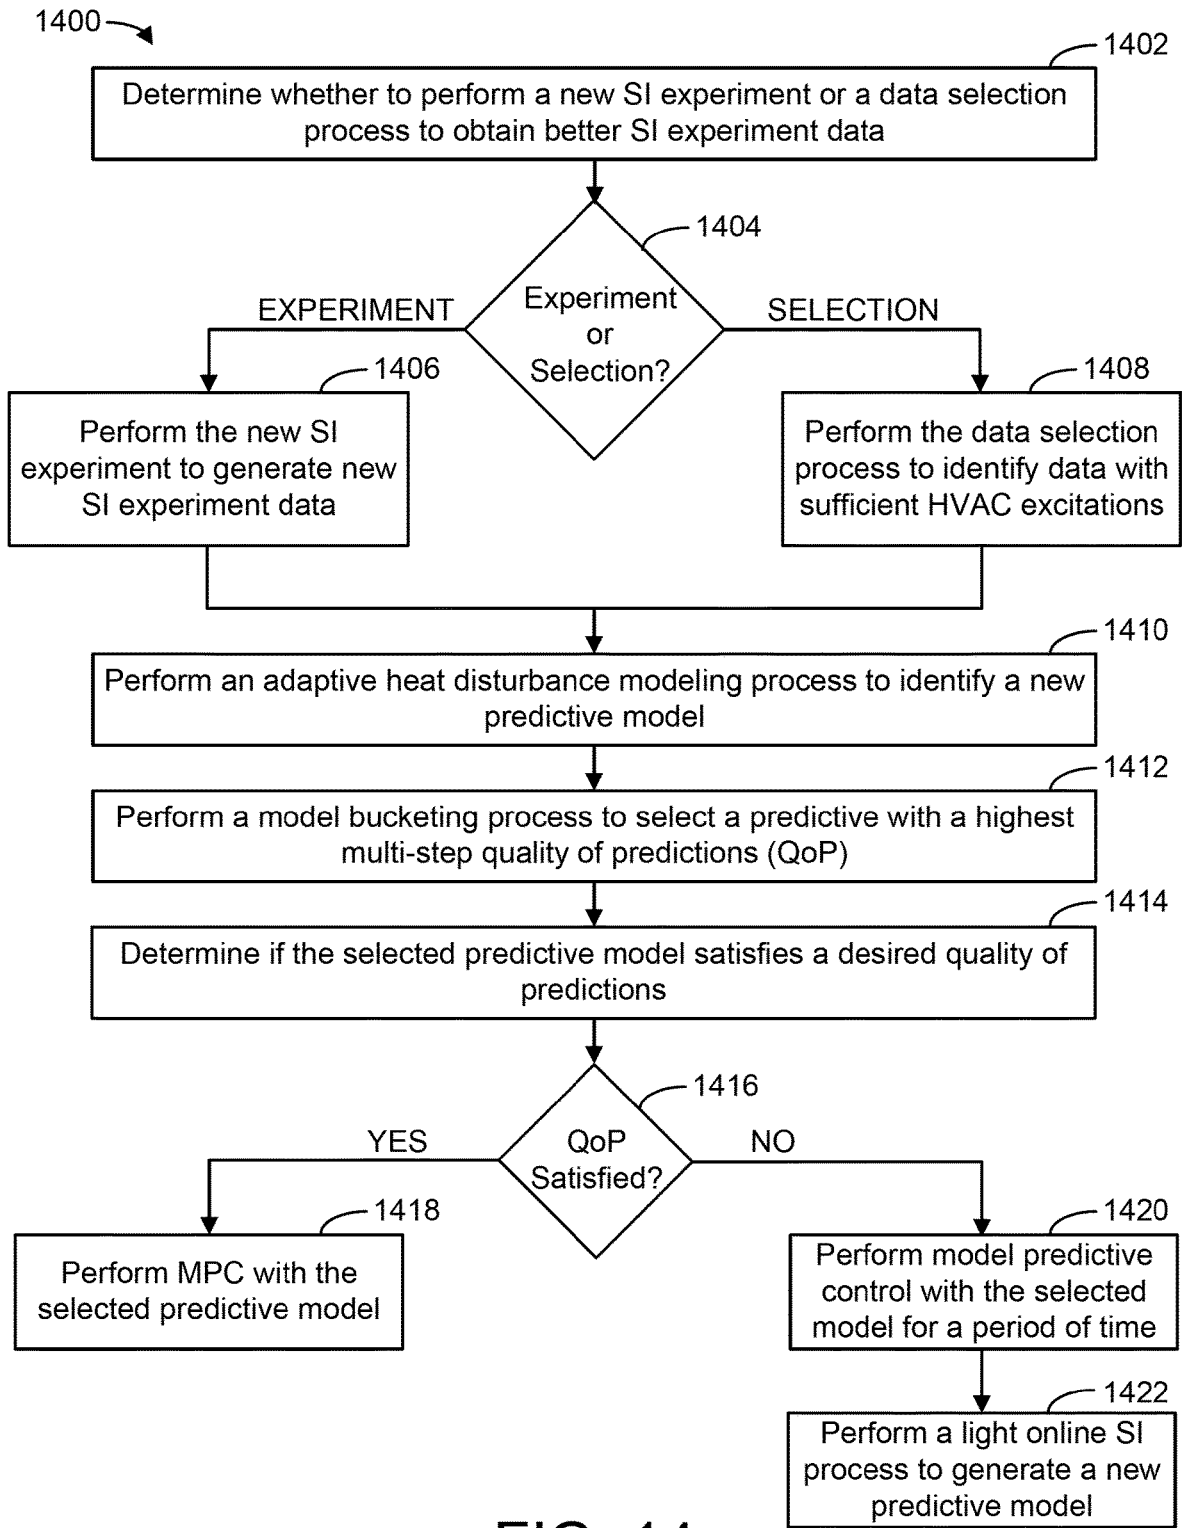 1400
1402
Determine whether to perform a new SI experiment or a data selection
process to obtain better SI experiment data
1404
Experiment
or
Selection?
EXPERIMENT
SELECTION
1406
Perform the new SI
experiment to generate new
SI experiment data
1408
Perform the data selection
process to identify data with
sufficient HVAC excitations
1410
Perform an adaptive heat disturbance modeling process to identify a new
predictive model
1412
Perform a model bucketing process to select a predictive with a highest
multi-step quality of predictions (QoP)
1414
Determine if the selected predictive model satisfies a desired quality of
predictions
1416
QoP
Satisfied?
YES
NO
1418
Perform MPC with the
selected predictive model
1420
Perform model predictive
control with the selected
model for a period of time
1422
Perform a light online SI
process to generate a new
predictive model